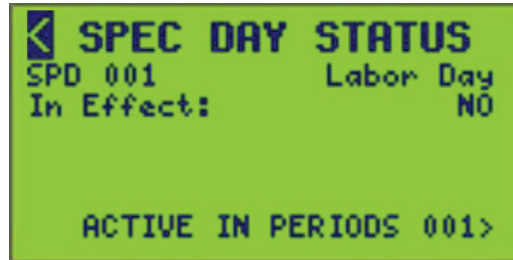 < SPEC DAY STATUS
SPD 001 Labor Day
In Effect: NO
ACTIVE IN PERIODS 001>